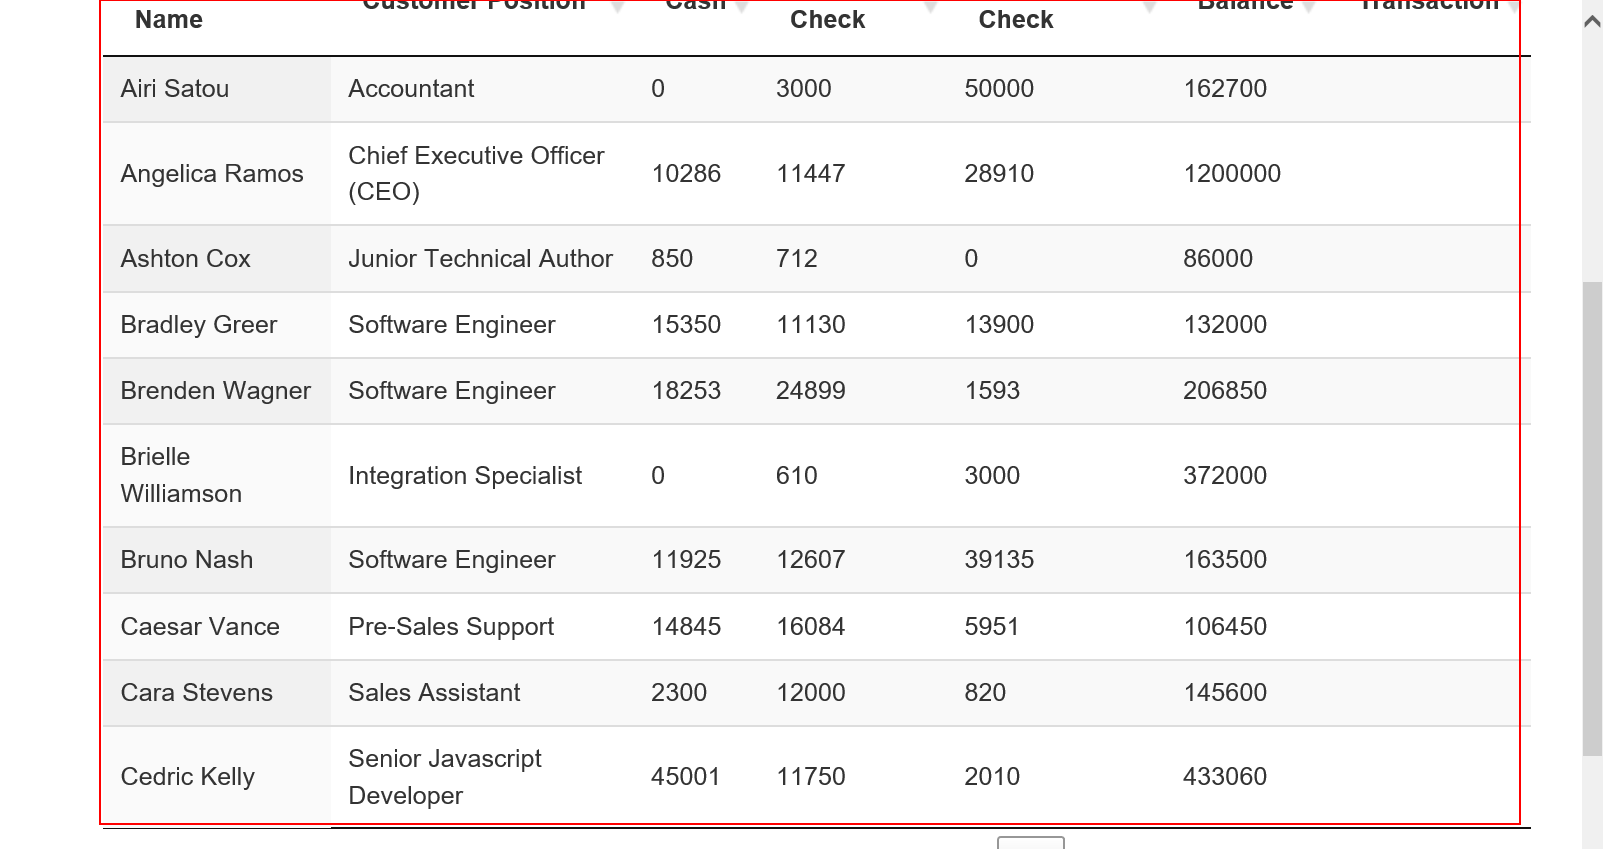 Customer Position Cash Balance Transaction
Name Check Check
Airi Satou Accountant 0 3000 50000 162700
Chief Executive Officer
Angelica Ramos 10286 11447 28910 1200000
(CEO)
Ashton Cox Junior Technical Author 850 712 0 86000
Bradley Greer Software Engineer 15350 11130 13900 132000
Brenden Wagner Software Engineer 18253 24899 1593 206850
Brielle
Integration Specialist 0 610 3000 372000
Williamson
Bruno Nash Software Engineer 11925 12607 39135 163500
Caesar Vance Pre-Sales Support 14845 16084 5951 106450
Cara Stevens Sales Assistant 2300 12000 820 145600
Senior Javascript
Cedric Kelly 45001 11750 2010 433060
Developer